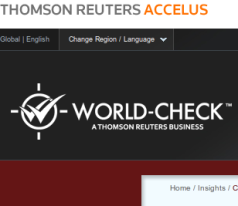 THOMSON REUTERS ACCELUS
Global | English Change Region / Language
WORLD-CHECK™
A THOMSON REUTERS BUSINESS
Home / Insights / C